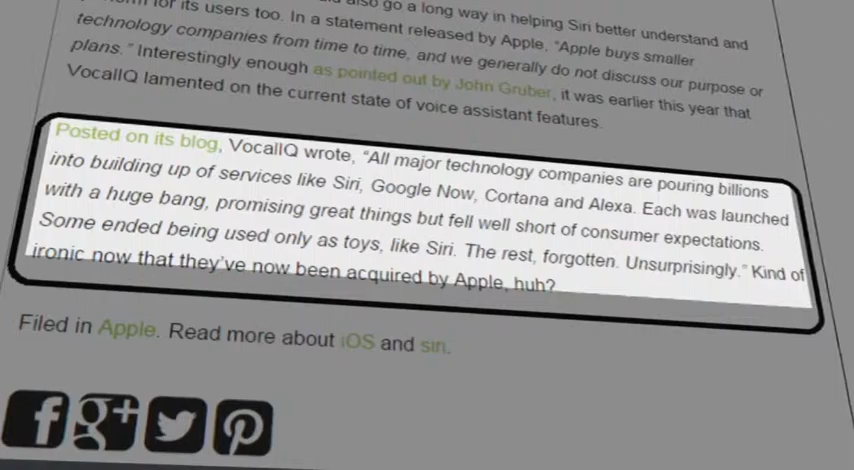 for its users too. In a statement released by Apple, "Apple buys smaller
also go a long way in helping Siri better understand and
technology companies from time to time, and we generally do not discuss our purpose or
plans." Interestingly enough as pointed out by John Gruber, it was earlier this year that
VocalIQ lamented on the current state of voice assistant features.
Posted on its blog, VocalIQ wrote, "All major technology companies are pouring billions
into building up of services like Siri, Google Now, Cortana and Alexa. Each was launched
with a huge bang, promising great things but fell well short of consumer expectations.
Some ended being used only as toys, like Siri. The rest, forgotten. Unsurprisingly." Kind of
ironic now that they've now been acquired by Apple, huh?
Filed in Apple. Read more about iOS and siri.
f g+ P